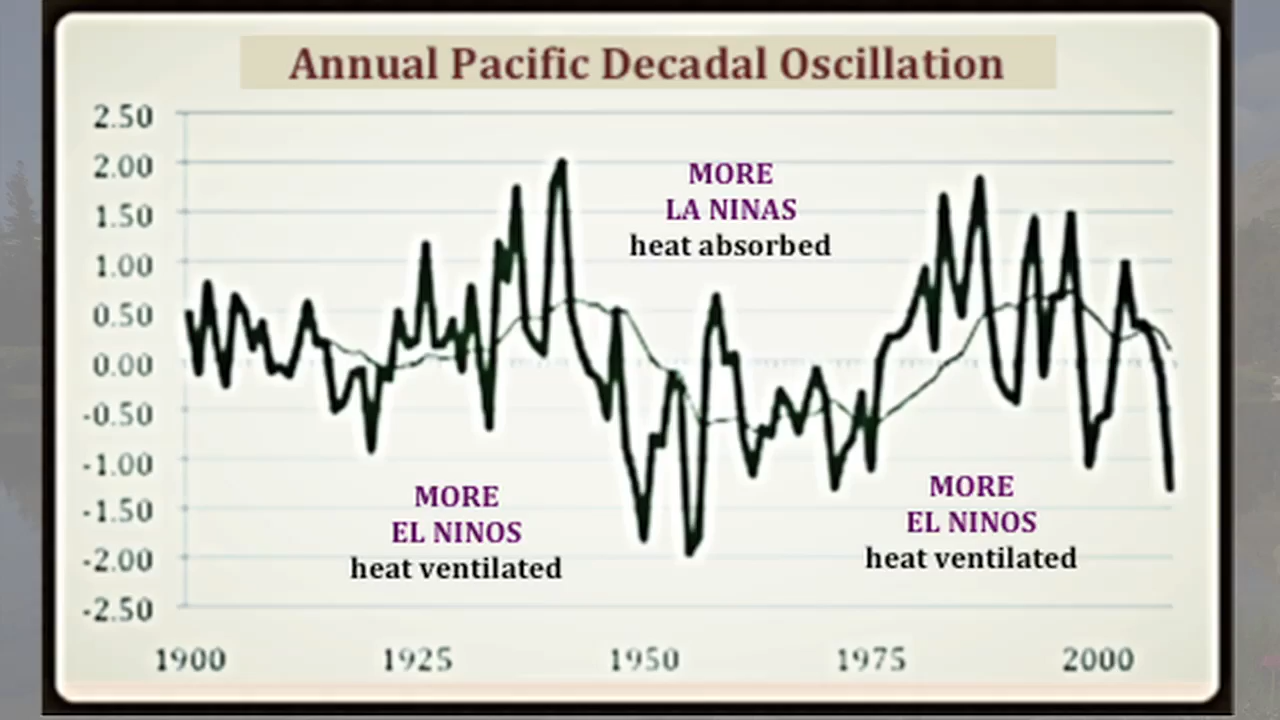 Annual Pacific Decadal Oscillation
2.50
2.00
1.50
1.00
0.50
0.00
-0.50
-1.00
-1.50
-2.00
-2.50
MORE
LA NINAS
heat absorbed
MORE
EL NINOS
heat ventilated
MORE
EL NINOS
heat ventilated
1900 1925 1950 1975 2000